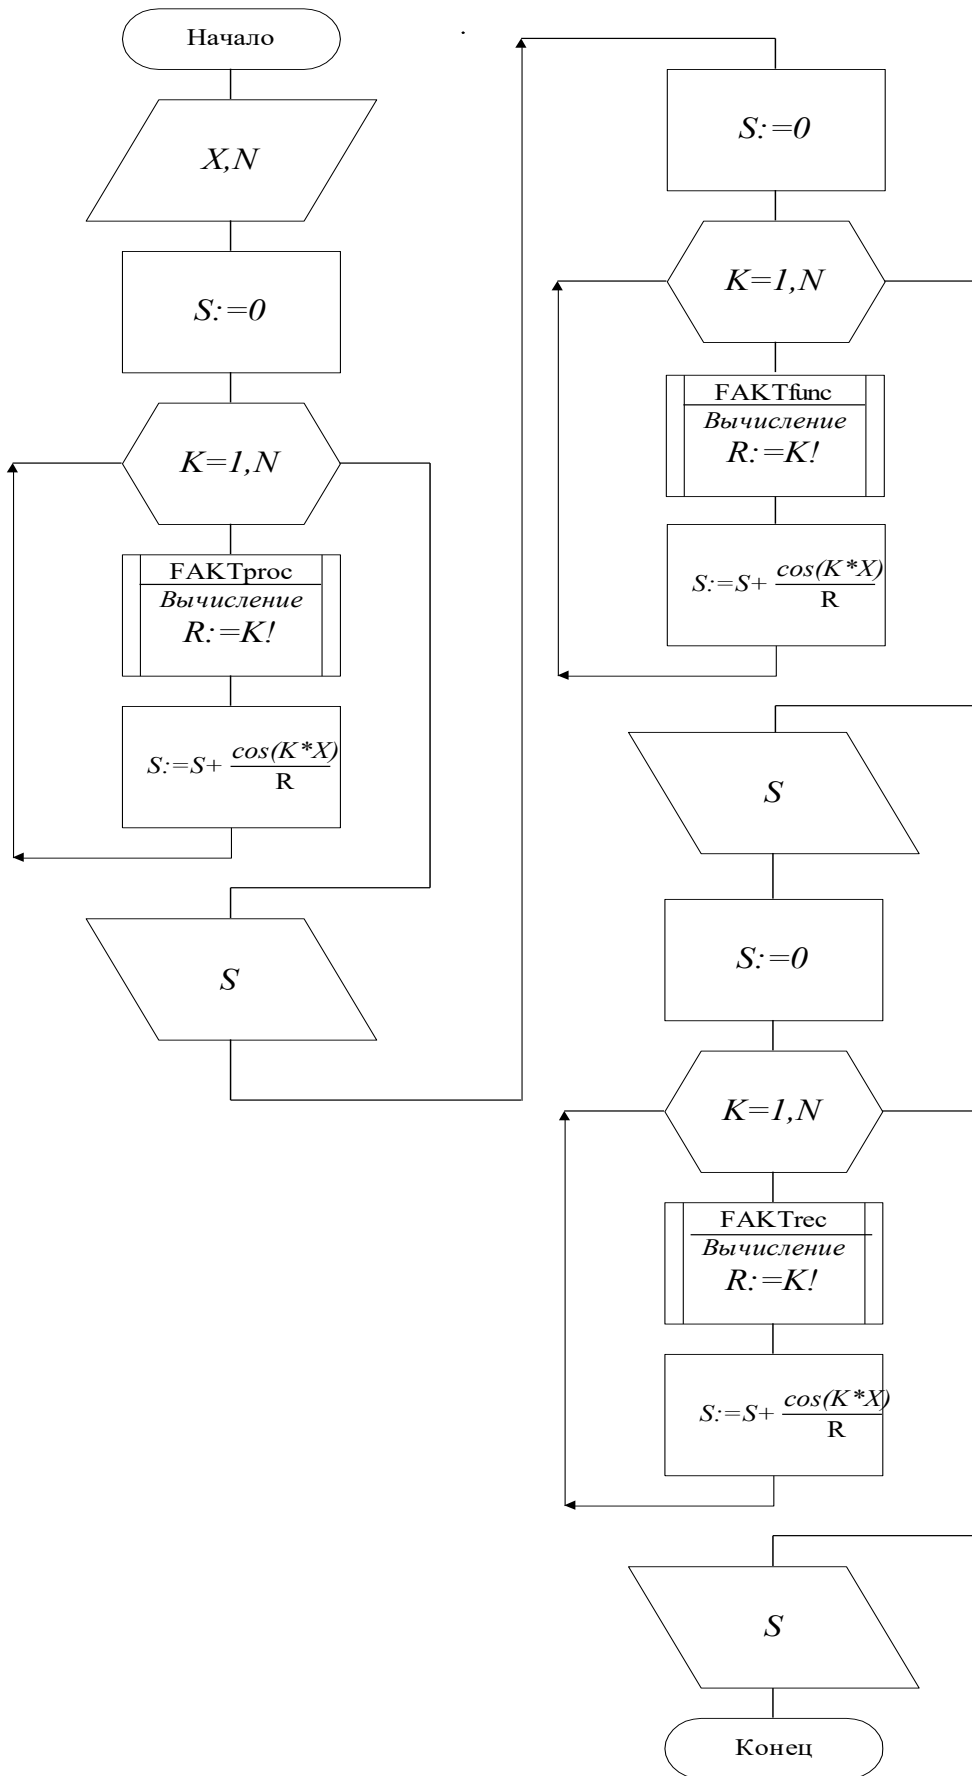 Начало
X,N
S:=0
K=1,N
FAKTproc
Вычисление
R:=K!
S:=S+ cos(K*X)
R
S
.
S:=0
K=1,N
FAKTfunc
Вычисление
R:=K!
S:=S+ cos(K*X)
R
S
S:=0
K=1,N
FAKTrec
Вычисление
R:=K!
S:=S+ cos(K*X)
R
S
Конец